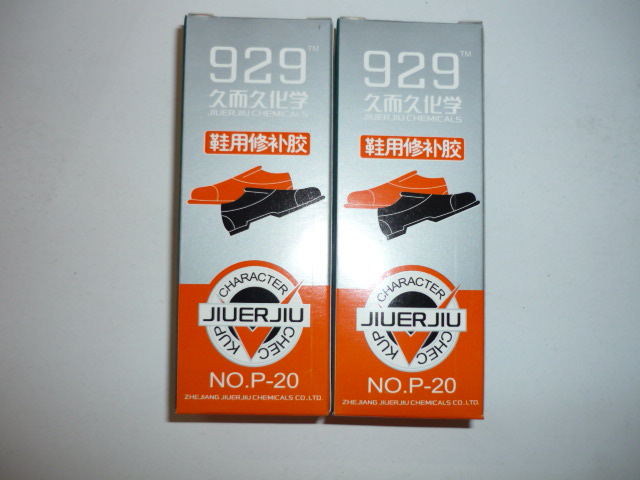 929™
久而久化学
JIUERJIU CHEMICALS
鞋用修补胶
CHARACTER
JIUERJIU
CHEC KUP
NO.P-20
ZHEJIANG JIUERJIU CHEMICALS CO.LTD.
929™
久而久化学
JIUERJIU CHEMICALS
鞋用修补胶
CHARACTER
JIUERJIU
CHEC KUP
NO.P-20
ZHEJIANG JIUERJIU CHEMICALS CO.,LTD.